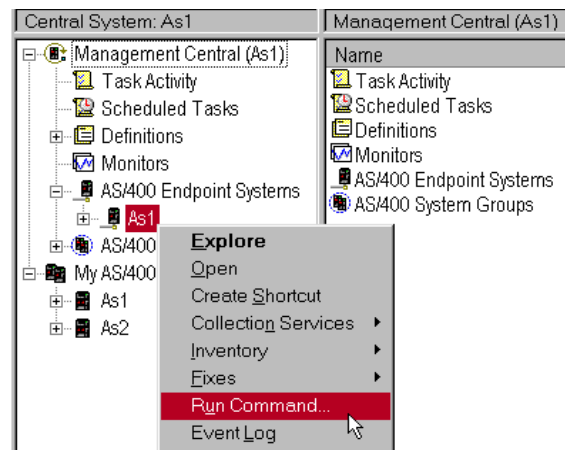 Central System: As1
Management Central (As1)
Task Activity
Scheduled Tasks
Definitions
Monitors
AS/400 Endpoint Systems
As1
AS/400
My AS/400
As1
As2
Management Central (As1)
Name
Task Activity
Scheduled Tasks
Definitions
Monitors
AS/400 Endpoint Systems
AS/400 System Groups
Explore
Open
Create Shortcut
Collection Services
Inventory
Fixes
Run Command...
Event Log